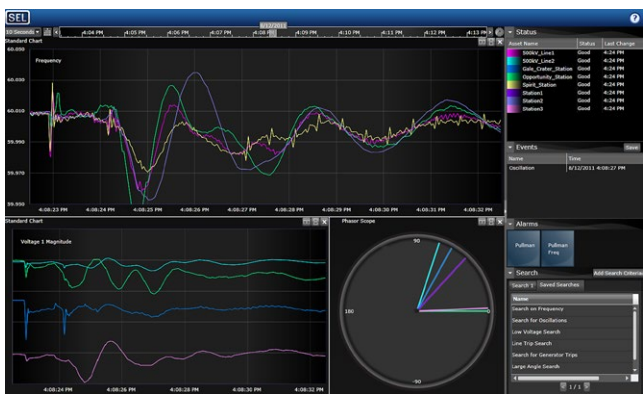 SEL
?
8/12/2011
10 Seconds
4:04 PM 4:05 PM 4:06 PM 4:07 PM 4:08 PM 4:09 PM 4:10 PM 4:11 PM 4:12 PM 4:13 P
Standard Chart
60.030
Frequency
60.010
59.990
59.970
59.950
4:08:23 PM 4:08:24 PM 4:08:25 PM 4:08:26 PM 4:08:27 PM 4:08:28 PM 4:08:29 PM 4:08:30 PM 4:08:31 PM 4:08:32 PM
Status
Asset Name Status Last Change
500kV_Line1 Good 4:24 PM
500kV_Line2 Good 4:24 PM
Gale_Crater_Station Good 4:24 PM
Opportunity_Station Good 4:24 PM
Spirit_Station Good 4:24 PM
Station1 Good 4:24 PM
Station2 Good 4:24 PM
Station3 Good 4:24 PM
Events Save
Name Time
Oscillation 8/12/2011 4:08:27 PM
Standard Chart
Voltage 1 Magnitude
4:08:24 PM 4:08:26 PM 4:08:28 PM 4:08:30 PM 4:08:32 PM
Phasor Scope
90
180
0
-90
Alarms
Pullman
Pullman Freq
Search Add Search Criteria
Search 1 Saved Searches
Name
Search on Frequency
Search for Oscillations
Low Voltage Search
Line Trip Search
Search for Generator Trips
Large Angle Search
1 / 1